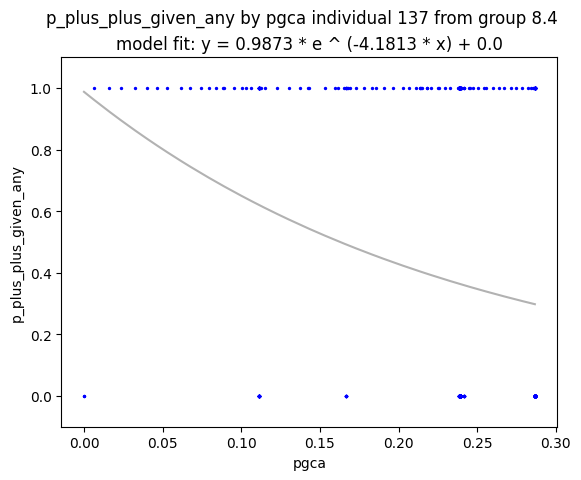 p_plus_plus_given_any by pgca individual 137 from group 8.4
model fit: y = 0.9873 * e ^ (-4.1813 * x) + 0.0
1.0
0.8
0.6
0.4
0.2
0.0
p_plus_plus_given_any
0.00 0.05 0.10 0.15 0.20 0.25 0.30
pgca